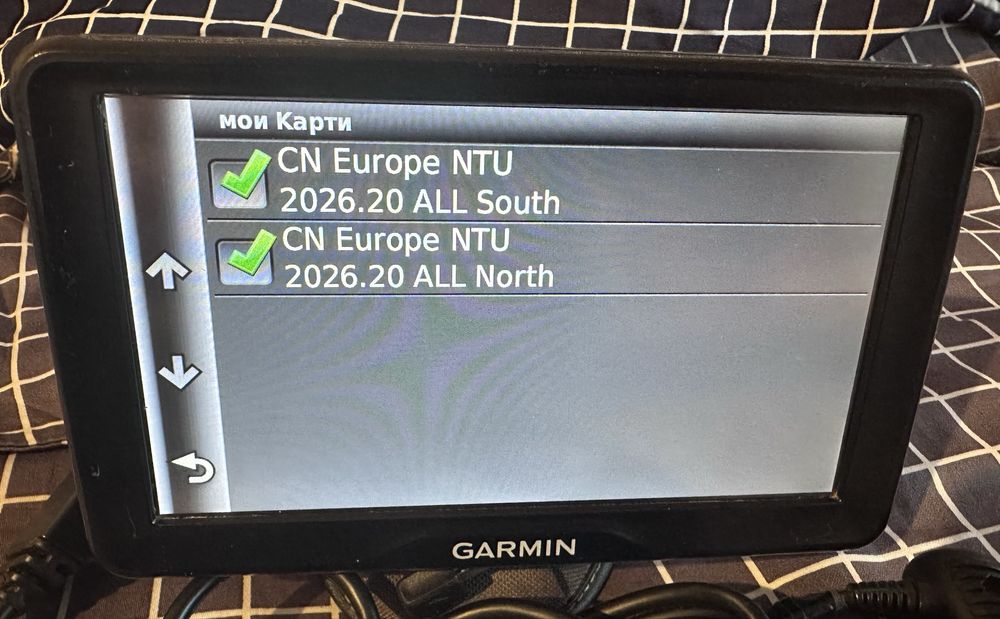 мои Карти
CN Europe NTU
2026.20 ALL South
CN Europe NTU
2026.20 ALL North
GARMIN